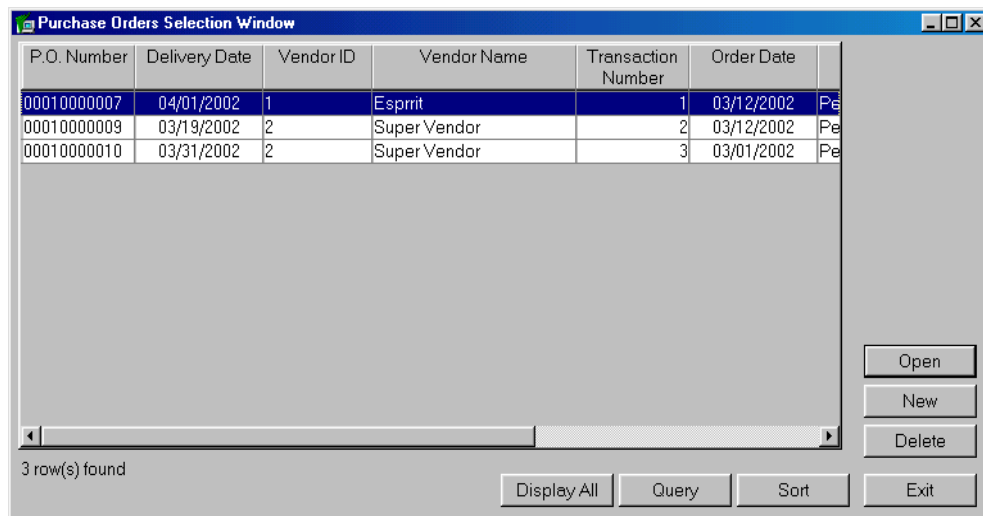 Purchase Orders Selection Window
P.O. Number Delivery Date Vendor ID Vendor Name Transaction Number Order Date
00010000007 04/01/2002 1 Esprrit 1 03/12/2002 Pe
00010000009 03/19/2002 2 Super Vendor 2 03/12/2002 Pe
00010000010 03/31/2002 2 Super Vendor 3 03/01/2002 Pe
Open
New
Delete
3 row(s) found
Display All Query Sort Exit